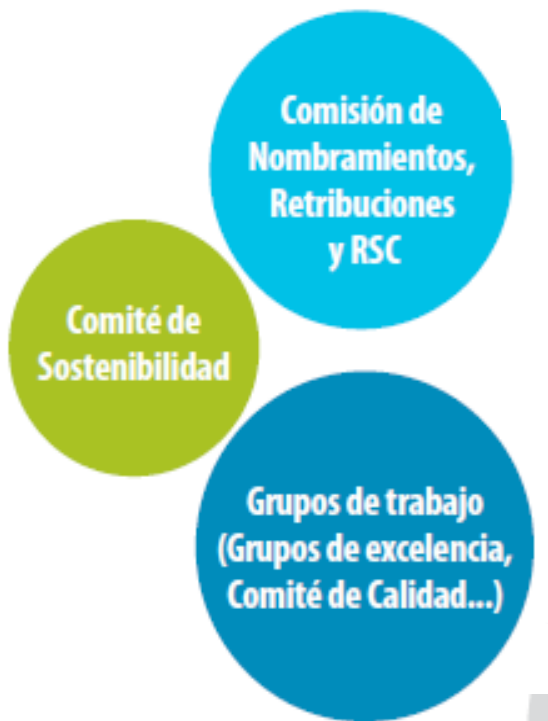 Comisión de
Nombramientos,
Retribuciones
y RSC
Comité de
Sostenibilidad
Grupos de trabajo
(Grupos de excelencia,
Comité de Calidad...)